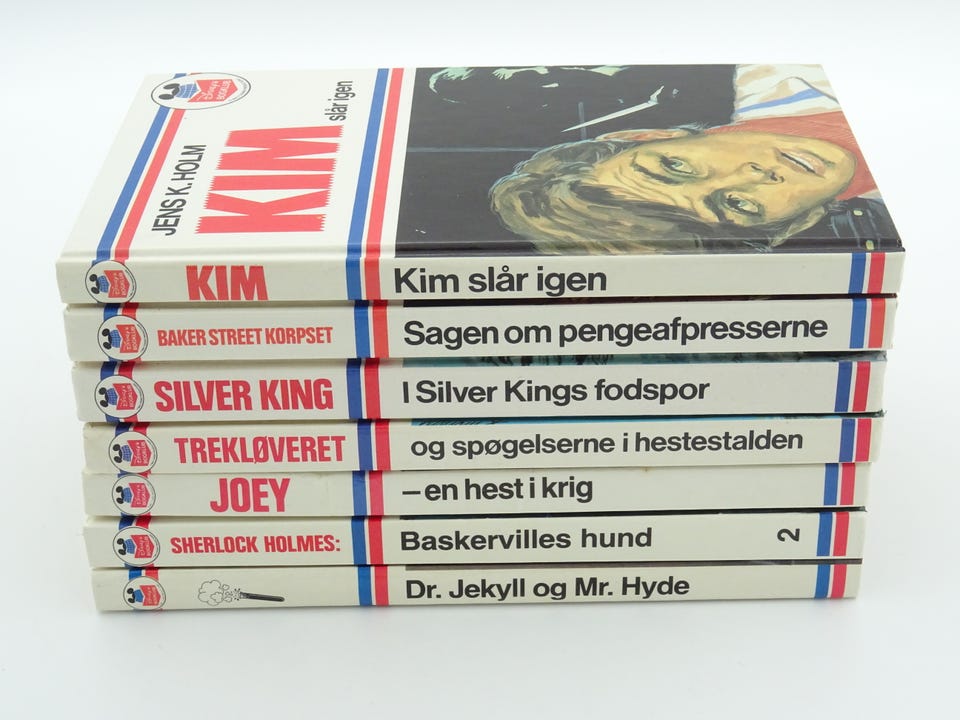 Disney's
BOGKLUB
JENS K. HOLM
KIM
slår igen
KIM Kim slår igen
BAKER STREET KORPSET Sagen om pengeafpresserne
SILVER KING I Silver Kings fodspor
TREKLØVERET og spøgelserne i hestestalden
JOEY – en hest i krig
SHERLOCK HOLMES: Baskervilles hund 2
Dr. Jekyll og Mr. Hyde